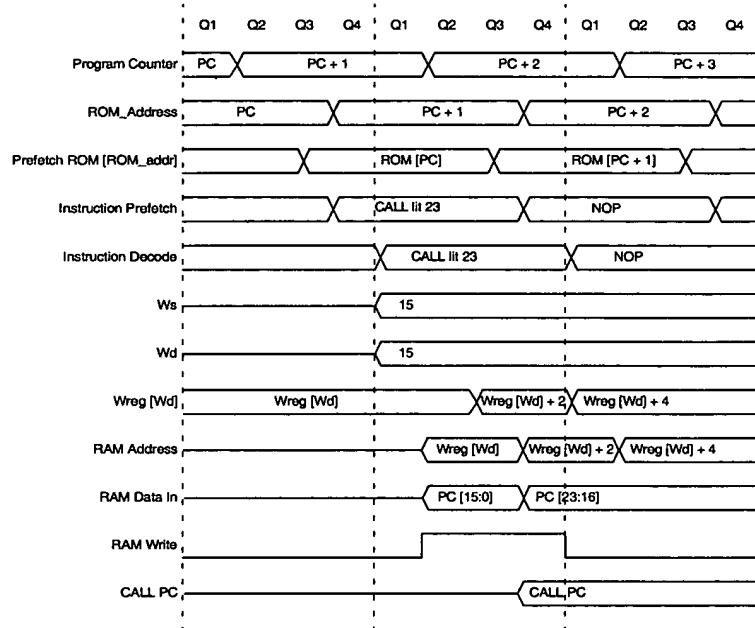 Q1 Q2 Q3 Q4 Q1 Q2 Q3 Q4 Q1 Q2 Q3 Q4
Program Counter PC PC + 1 PC + 2 PC + 3
ROM_Address PC PC + 1 PC + 2
Prefetch ROM [ROM_addr] ROM [PC] ROM [PC + 1]
Instruction Prefetch CALL lit 23 NOP
Instruction Decode CALL lit 23 NOP
Ws 15
Wd 15
Wreg [Wd] Wreg [Wd] Wreg [Wd] + 2 Wreg [Wd] + 4
RAM Address Wreg [Wd] Wreg [Wd] + 2 Wreg [Wd] + 4
RAM Data In PC [15:0] PC [23:16]
RAM Write
CALL PC CALL PC